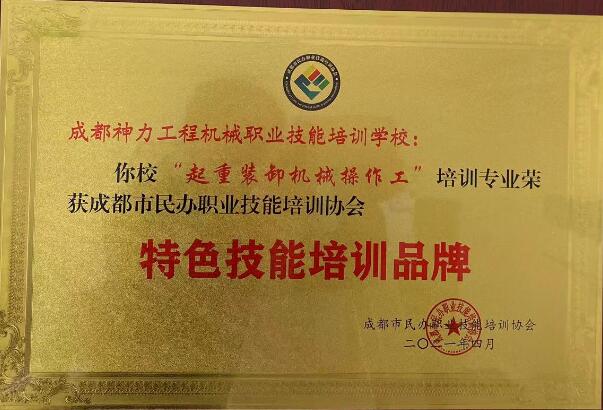 成都神力工程机械职业技能培训学校：
你校“起重装卸机械操作工”培训专业荣
获成都市民办职业技能培训协会
特色技能培训品牌
成都市民办职业技能培训协会
二〇二一年四月